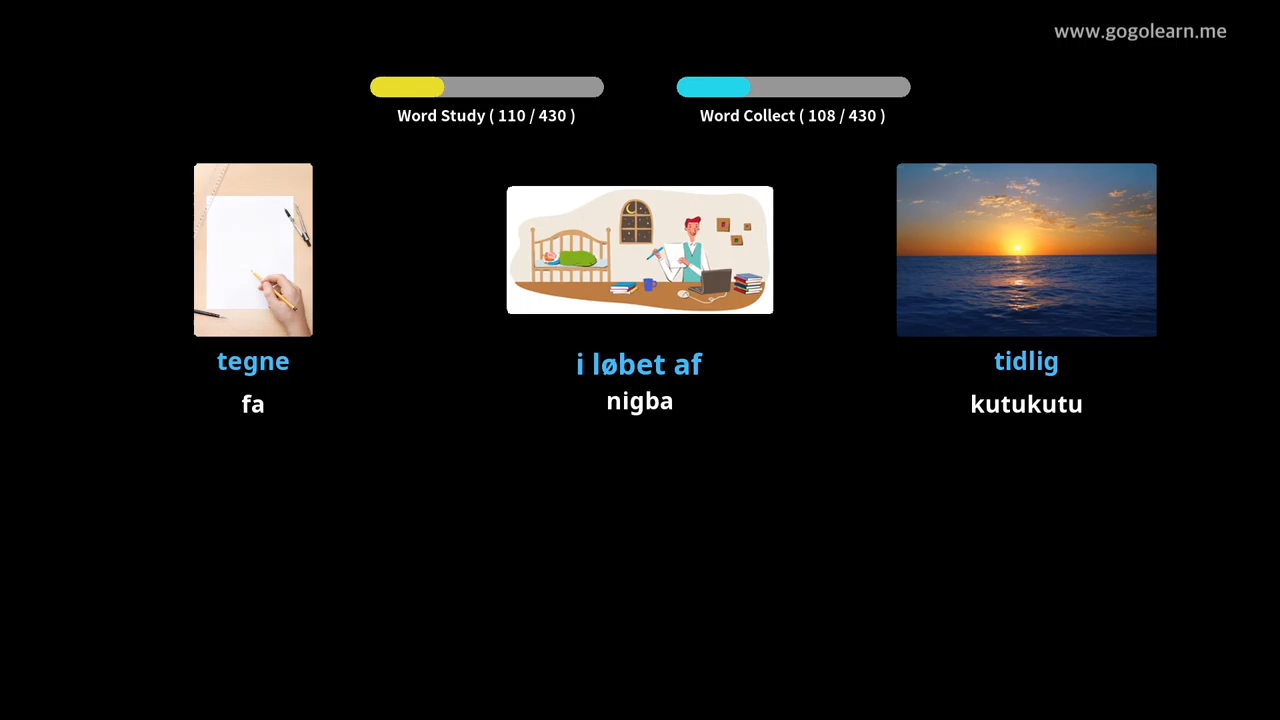 www.gogolearn.me
Word Study ( 110 / 430 )
Word Collect ( 108 / 430 )
tegne
fa
i løbet af
nigba
tidlig
kutukutu